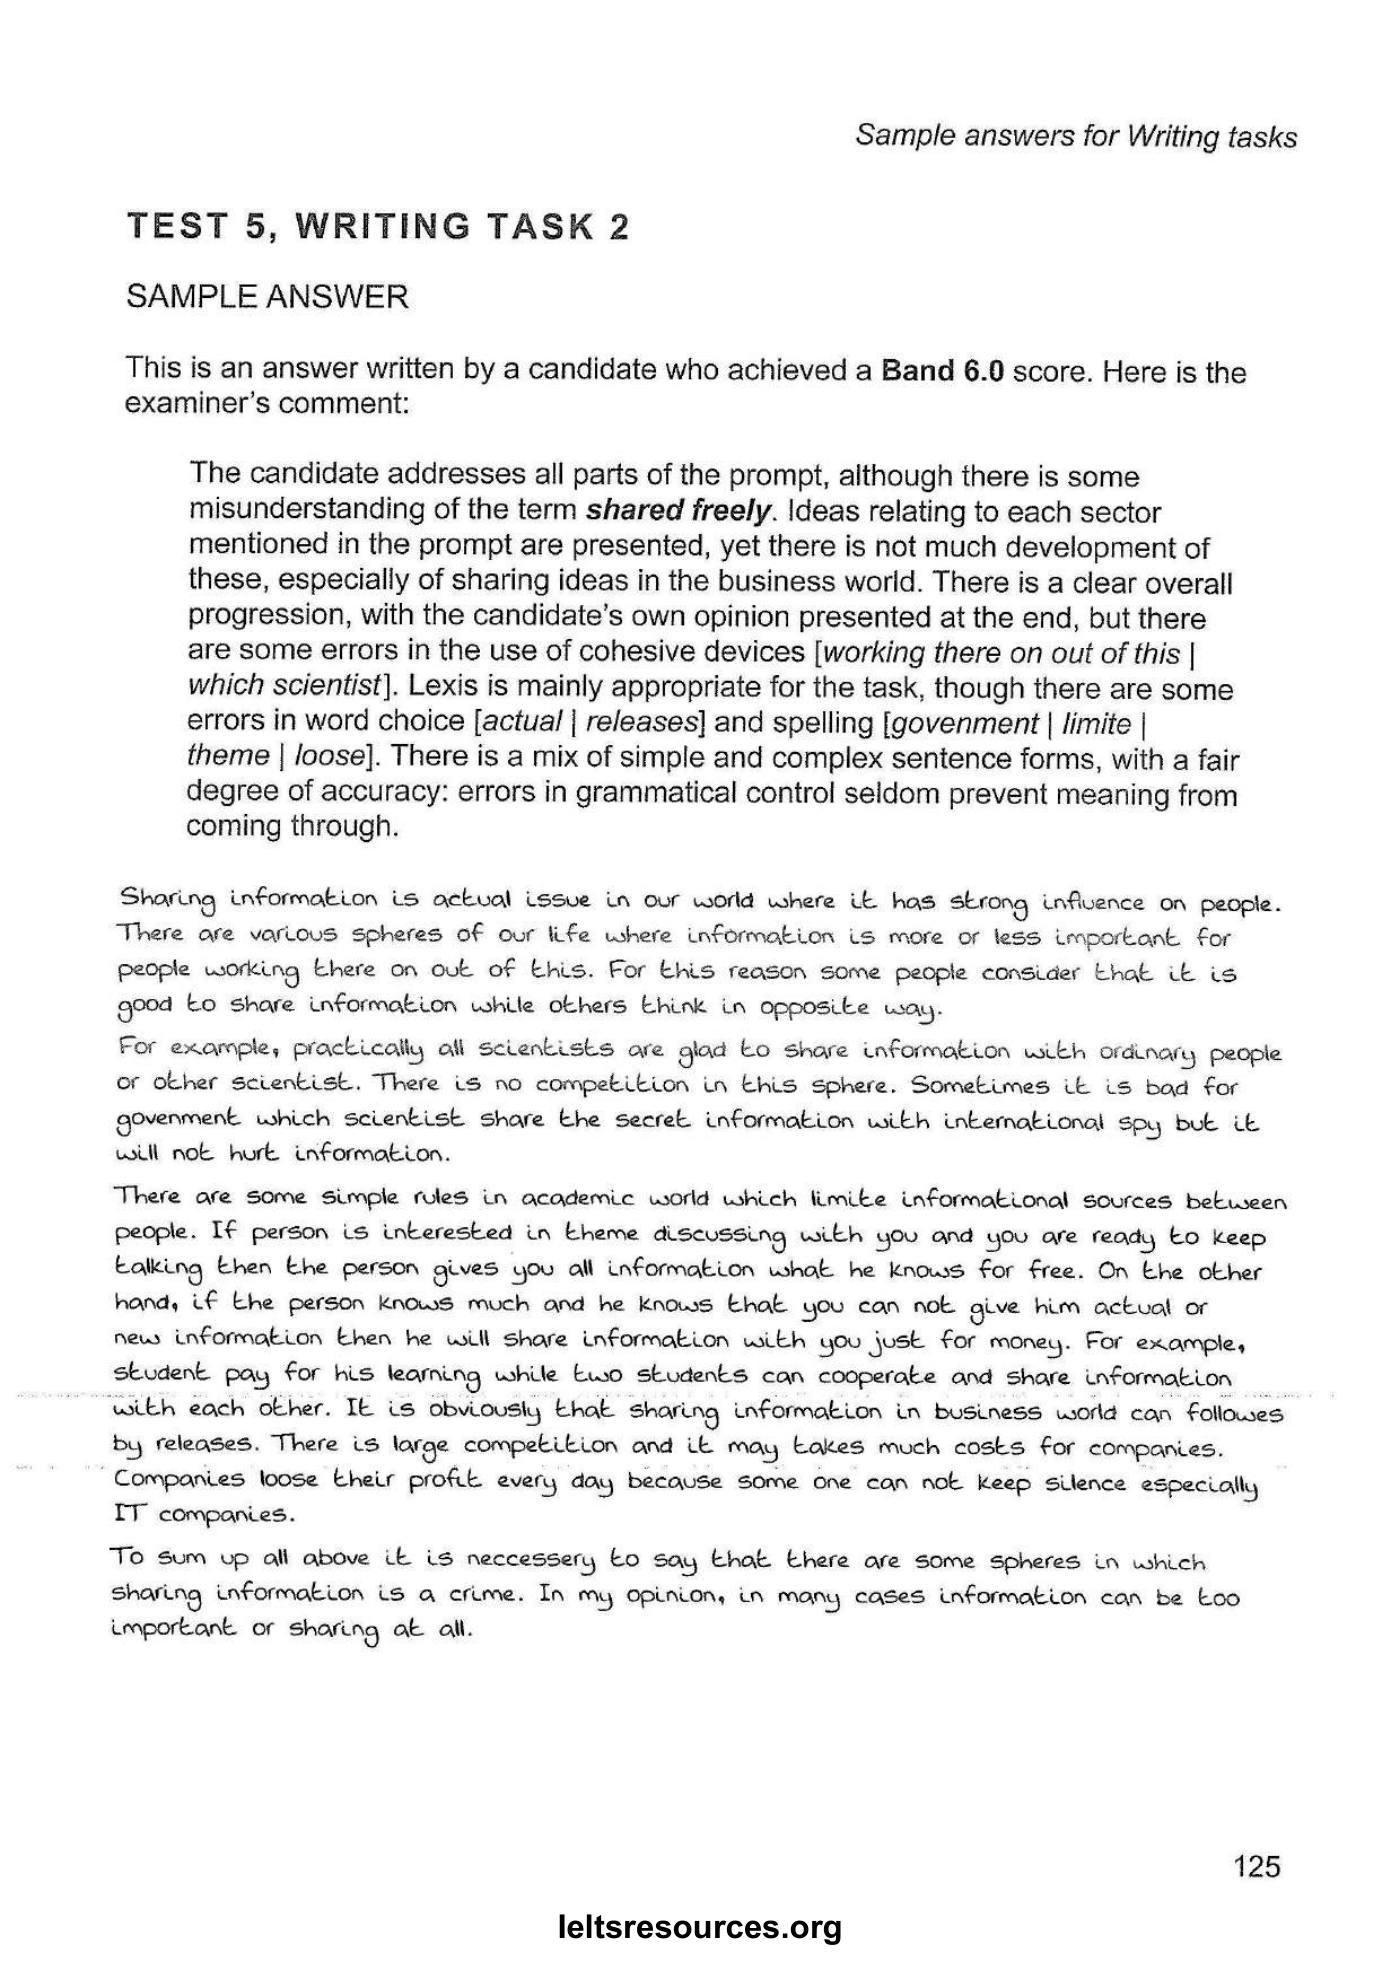 Sample answers for Writing tasks
TEST 5, WRITING TASK 2
SAMPLE ANSWER
This is an answer written by a candidate who achieved a Band 6.0 score. Here is the
examiner's comment:
The candidate addresses all parts of the prompt, although there is some
misunderstanding of the term shared freely. Ideas relating to each sector
mentioned in the prompt are presented, yet there is not much development of
these, especially of sharing ideas in the business world. There is a clear overall
progression, with the candidate's own opinion presented at the end, but there
are some errors in the use of cohesive devices [working there on out of this |
which scientist]. Lexis is mainly appropriate for the task, though there are some
errors in word choice [actual | releases] and spelling [govenment | limite |
theme | loose]. There is a mix of simple and complex sentence forms, with a fair
degree of accuracy: errors in grammatical control seldom prevent meaning from
coming through.
Sharing information is actual issue in our world where it has strong influence on people.
There are various spheres of our life where information is more or less important for
people working there on out of this. For this reason some people consider that it is
good to share information while others think in opposite way.
For example, practically all scientists are glad to share information with ordinary people
or other scientist. There is no competition in this sphere. Sometimes it is bad for
govenment which scientist share the secret information with international spy but it
will not hurt information.
There are some simple rules in academic world which limite informational sources between
people. If person is interested in theme discussing with you and you are ready to keep
talking then the person gives you all information what he knows for free. On the other
hand, if the person knows much and he knows that you can not give him actual or
new information then he will share information with you just for money. For example,
student pay for his learning while two students can cooperate and share information
with each other. It is obviously that sharing information in business world can followes
by releases. There is large competition and it may takes much costs for companies.
Companies loose their profit every day because some one can not keep silence especially
IT companies.
To sum up all above it is neccessery to say that there are some spheres in which
sharing information is a crime. In my opinion, in many cases information can be too
important or sharing at all.
125
Ieltsresources.org